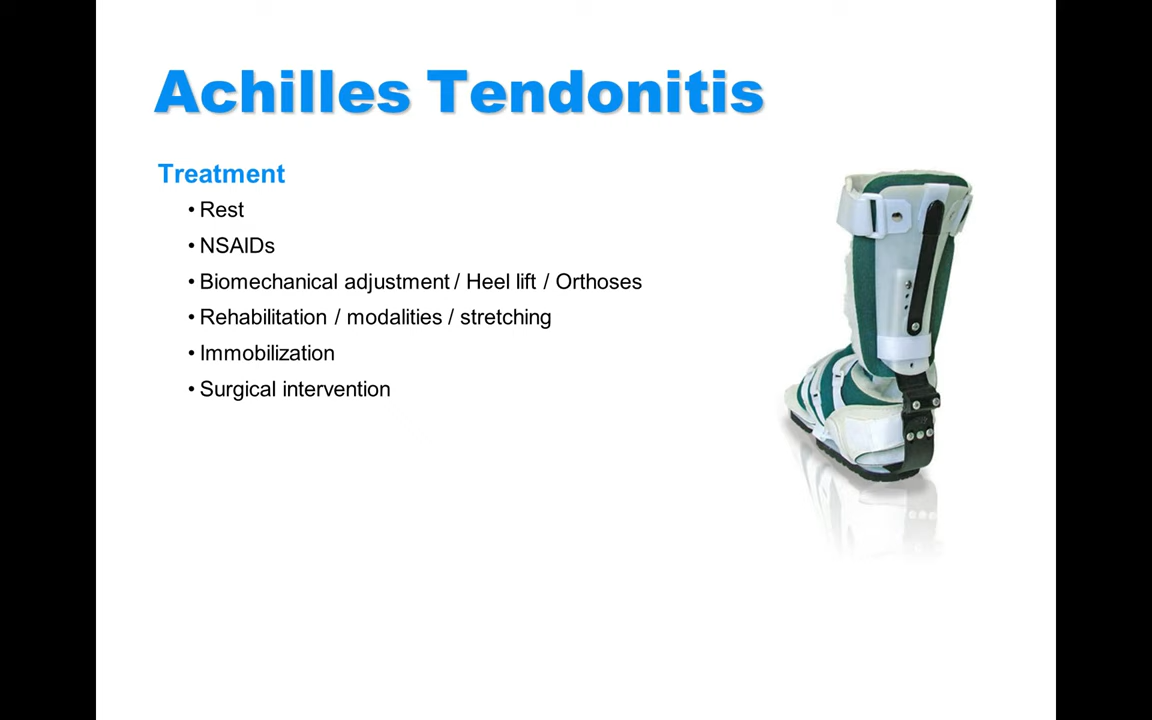 Achilles Tendonitis
Treatment
• Rest
• NSAIDs
• Biomechanical adjustment / Heel lift / Orthoses
• Rehabilitation / modalities / stretching
• Immobilization
• Surgical intervention